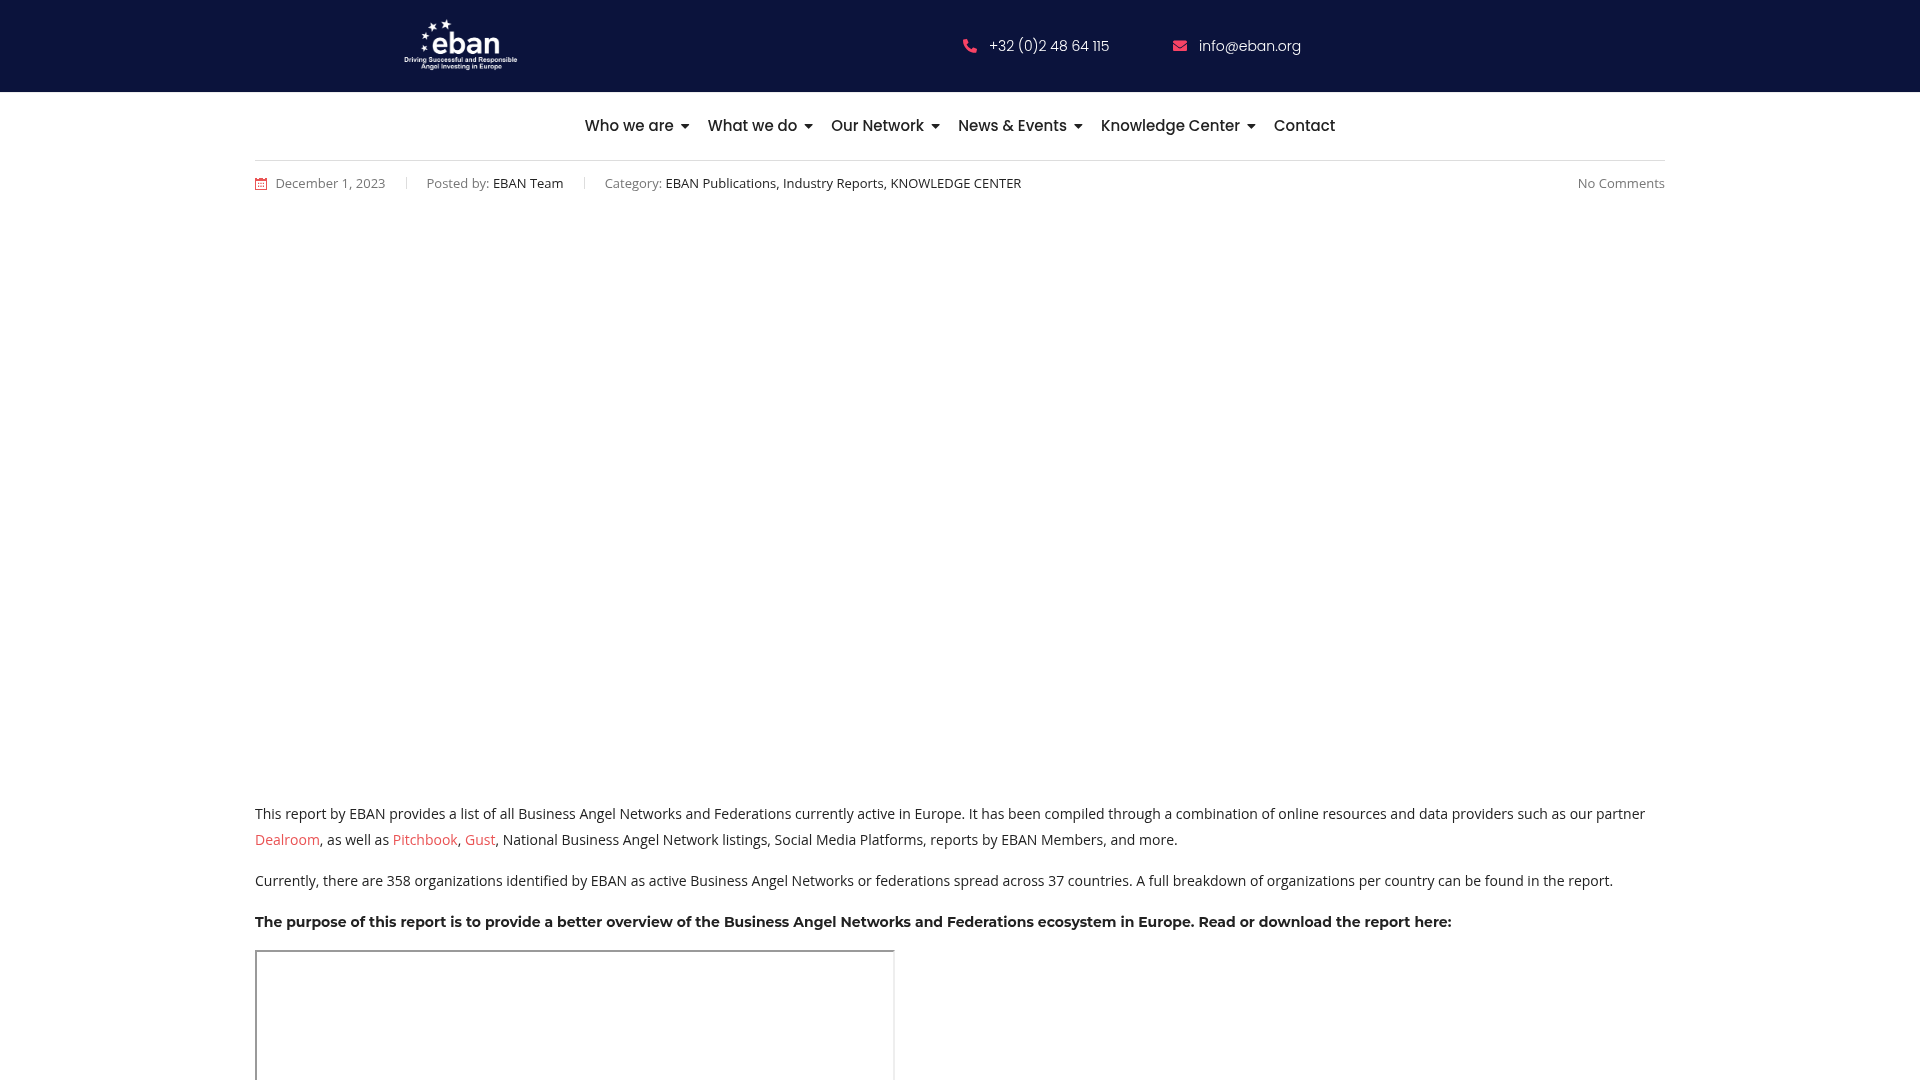 eban
Driving Successful and Responsible
Angel Investing in Europe
+32 (0)2 48 64 115
info@eban.org
Who we are
What we do
Our Network
News & Events
Knowledge Center
Contact
December 1, 2023
Posted by: EBAN Team
Category: EBAN Publications, Industry Reports, KNOWLEDGE CENTER
No Comments
This report by EBAN provides a list of all Business Angel Networks and Federations currently active in Europe. It has been compiled through a combination of online resources and data providers such as our partner
Dealroom, as well as Pitchbook, Gust, National Business Angel Network listings, Social Media Platforms, reports by EBAN Members, and more.
Currently, there are 358 organizations identified by EBAN as active Business Angel Networks or federations spread across 37 countries. A full breakdown of organizations per country can be found in the report.
The purpose of this report is to provide a better overview of the Business Angel Networks and Federations ecosystem in Europe. Read or download the report here: